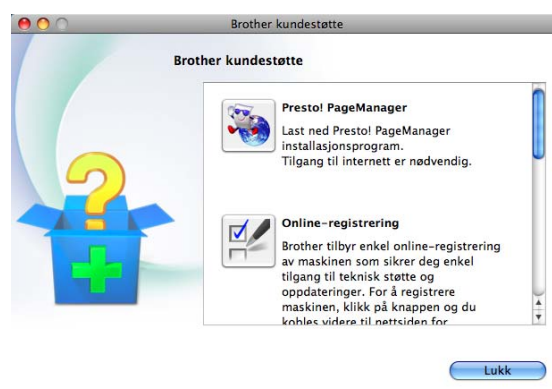 Brother kundestøtte
Brother kundestøtte
Presto! PageManager
Last ned Presto! PageManager
installasjonsprogram.
Tilgang til internett er nødvendig.
Online-registrering
Brother tilbyr enkel online-registrering
av maskinen som sikrer deg enkel
tilgang til teknisk støtte og
oppdateringer. For å registrere
maskinen, klikk på knappen og du
kobles videre til nettsiden for
Lukk